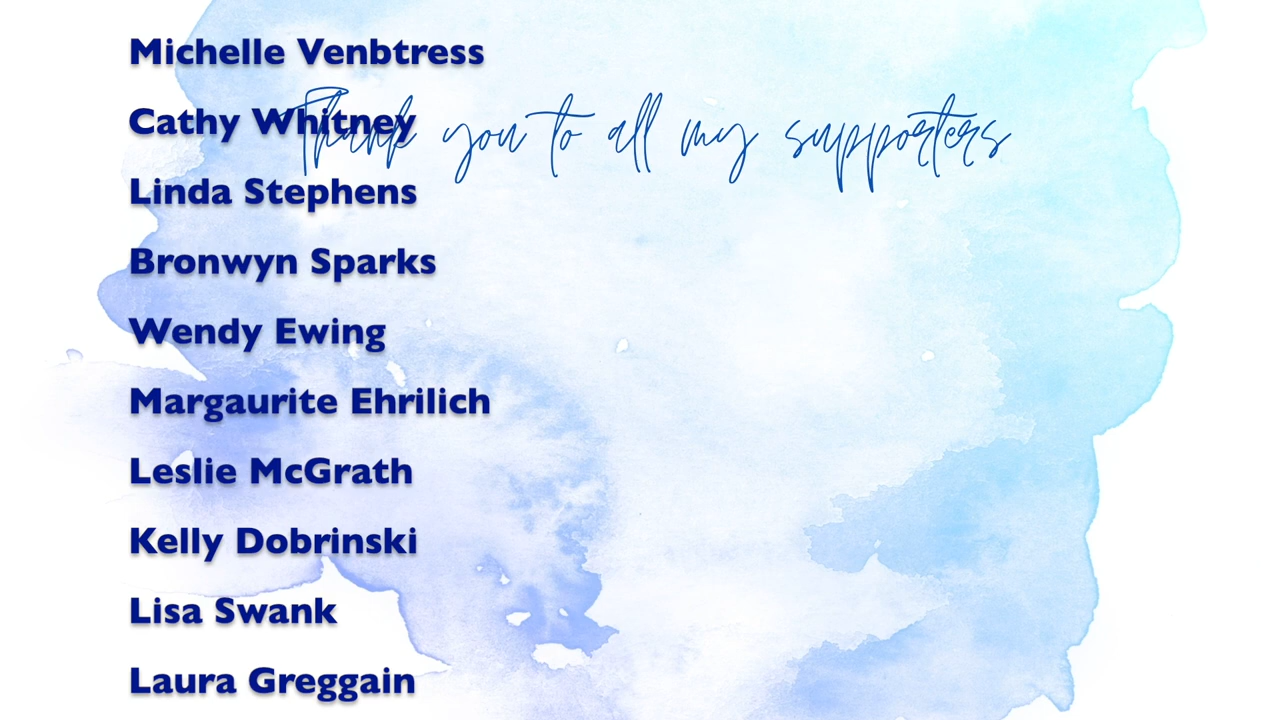 Michelle Venbtress
Cathy Whitney
Thank you to all my supporters
Linda Stephens
Bronwyn Sparks
Wendy Ewing
Margaurite Ehrilich
Leslie McGrath
Kelly Dobrinski
Lisa Swank
Laura Greggain